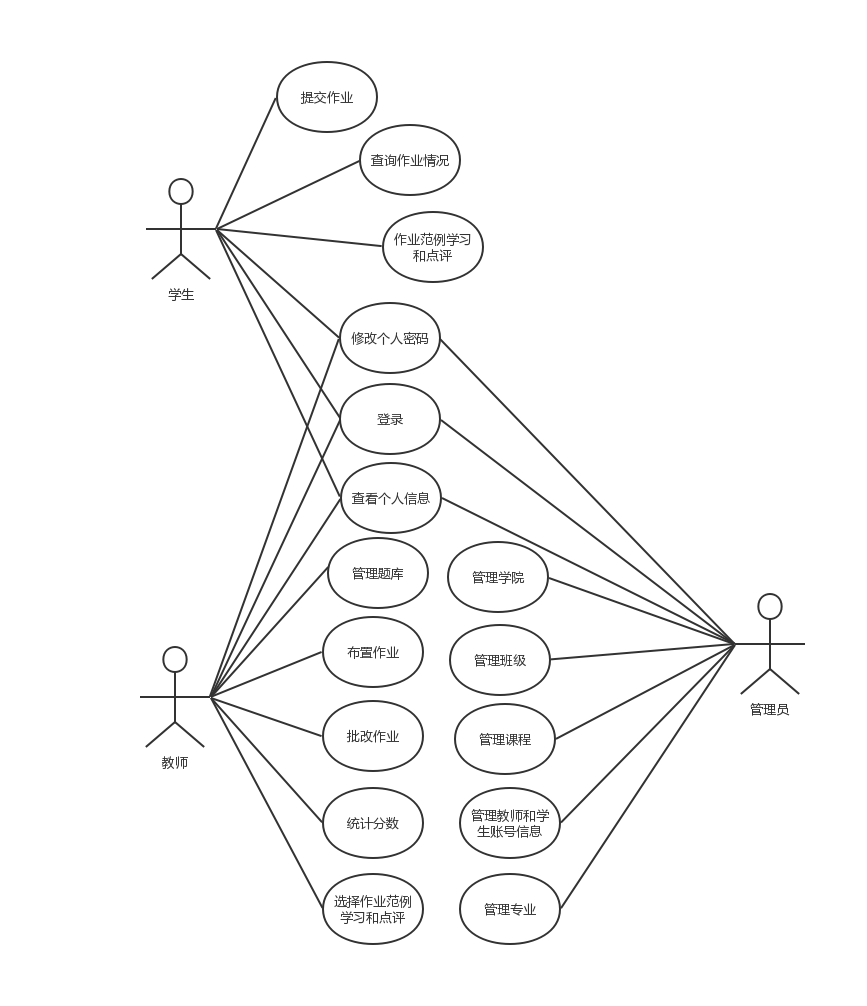 提交作业
查询作业情况
作业范例学习
和点评
学生
修改个人密码
登录
查看个人信息
管理题库
管理学院
布置作业
管理班级
管理员
批改作业
管理课程
教师
统计分数
管理教师和学
生账号信息
选择作业范例
学习和点评
管理专业